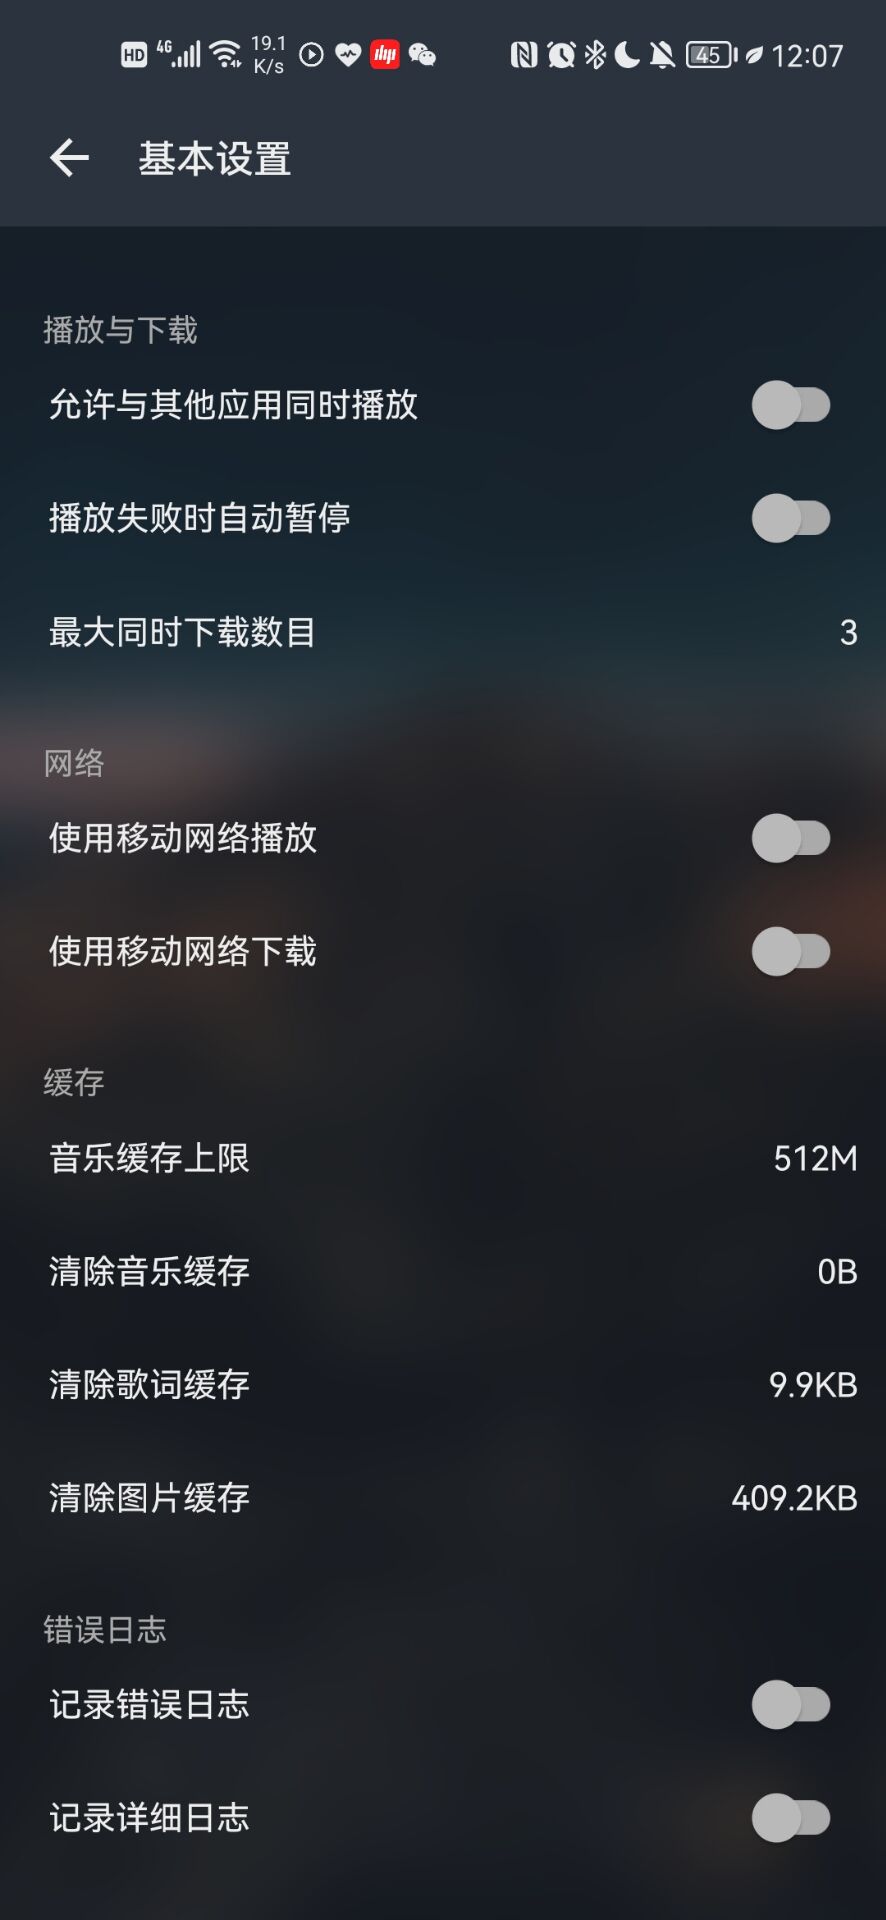 HD 4G 19.1 K/s 45 12:07
基本设置
播放与下载
允许与其他应用同时播放
播放失败时自动暂停
最大同时下载数目 3
网络
使用移动网络播放
使用移动网络下载
缓存
音乐缓存上限 512M
清除音乐缓存 0B
清除歌词缓存 9.9KB
清除图片缓存 409.2KB
错误日志
记录错误日志
记录详细日志